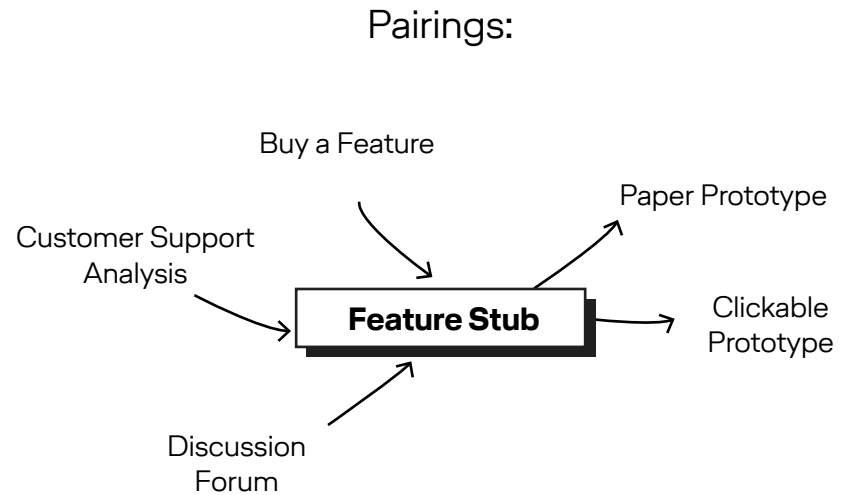 Pairings:
Buy a Feature
Paper Prototype
Customer Support
Analysis
Feature Stub
Clickable
Prototype
Discussion
Forum